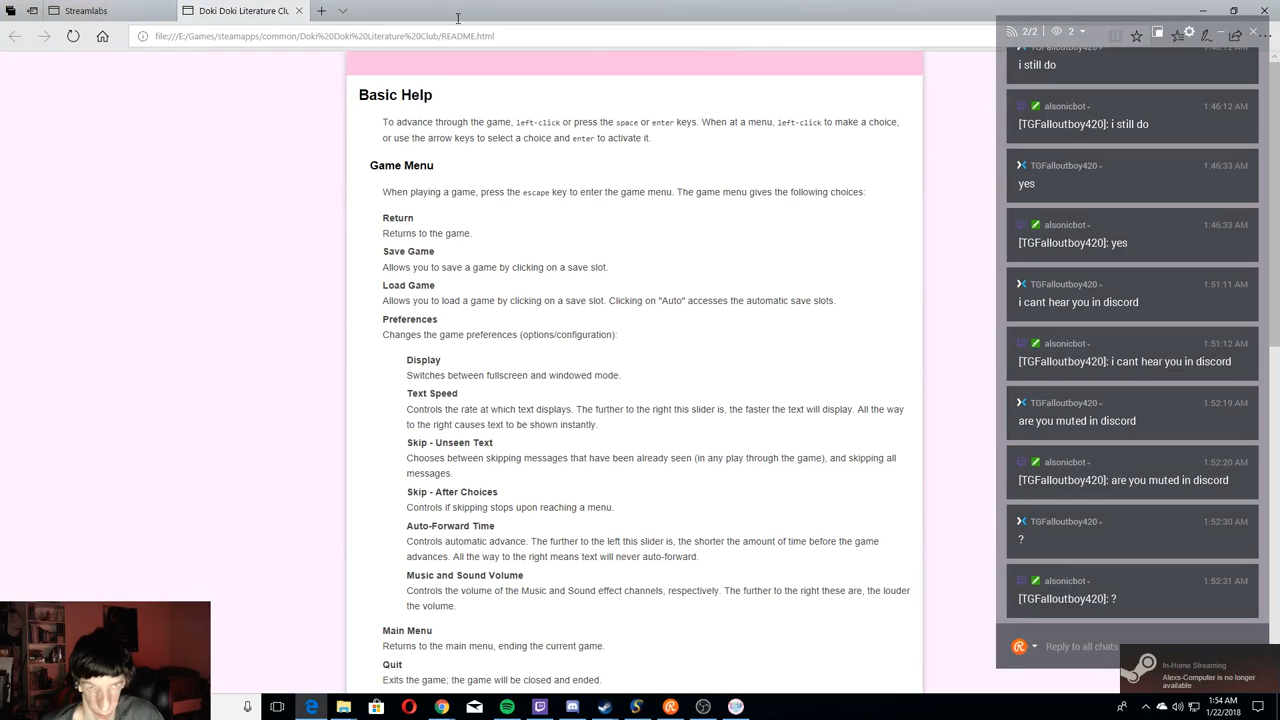 Streamlabs
Doki Doki Literature Clu
file:///E:/Games/steamapps/common/Doki%20Doki%20Literature%20Club/README.html
Basic Help
To advance through the game, left-click or press the space or enter keys. When at a menu, left-click to make a choice,
or use the arrow keys to select a choice and enter to activate it.
Game Menu
When playing a game, press the escape key to enter the game menu. The game menu gives the following choices:
Return
Returns to the game.
Save Game
Allows you to save a game by clicking on a save slot.
Load Game
Allows you to load a game by clicking on a save slot. Clicking on "Auto" accesses the automatic save slots.
Preferences
Changes the game preferences (options/configuration):
Display
Switches between fullscreen and windowed mode.
Text Speed
Controls the rate at which text displays. The further to the right this slider is, the faster the text will display. All the way
to the right causes text to be shown instantly.
Skip - Unseen Text
Chooses between skipping messages that have been already seen (in any play through the game), and skipping all
messages.
Skip - After Choices
Controls if skipping stops upon reaching a menu.
Auto-Forward Time
Controls automatic advance. The further to the left this slider is, the shorter the amount of time before the game
advances. All the way to the right means text will never auto-forward.
Music and Sound Volume
Controls the volume of the Music and Sound effect channels, respectively. The further to the right these are, the louder
the volume.
Main Menu
Returns to the main menu, ending the current game.
Quit
Exits the game; the game will be closed and ended.
2/2 2
TGFalloutboy420 1:46:12 AM
i still do
alsonicbot 1:46:12 AM
[TGFalloutboy420]: i still do
TGFalloutboy420 1:46:33 AM
yes
alsonicbot 1:46:33 AM
[TGFalloutboy420]: yes
TGFalloutboy420 1:51:11 AM
i cant hear you in discord
alsonicbot 1:51:12 AM
[TGFalloutboy420]: i cant hear you in discord
TGFalloutboy420 1:52:19 AM
are you muted in discord
alsonicbot 1:52:20 AM
[TGFalloutboy420]: are you muted in discord
TGFalloutboy420 1:52:30 AM
?
alsonicbot 1:52:31 AM
[TGFalloutboy420]: ?
Reply to all chats
In-Home Streaming
Alexs-Computer is no longer
available
1:54 AM
1/22/2018